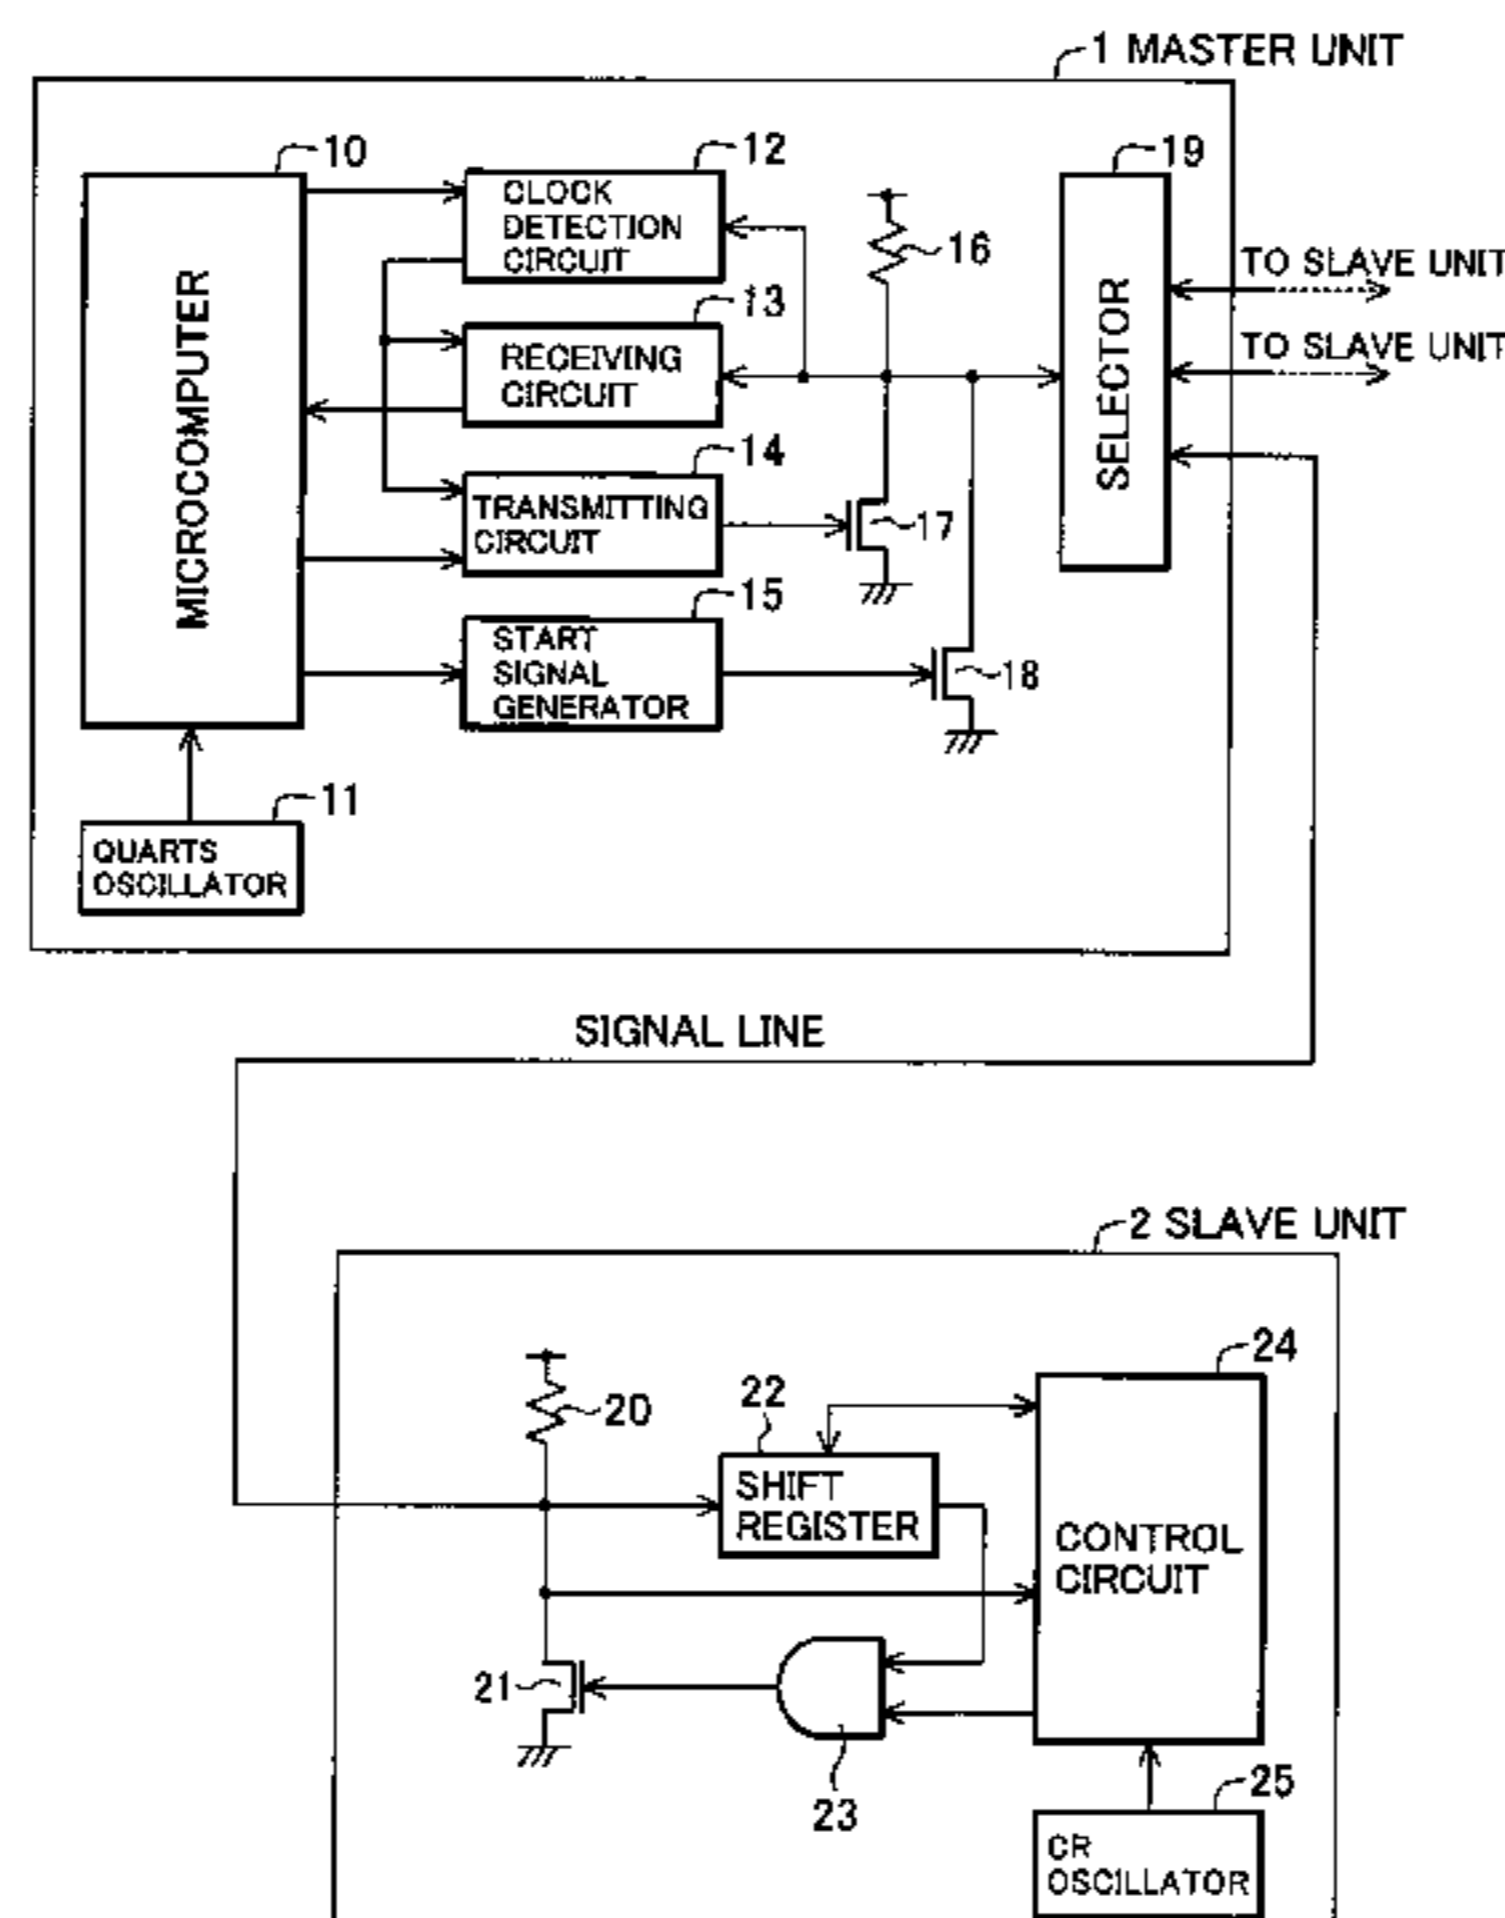 1 MASTER UNIT
10
12
19
CLOCK
DETECTION
CIRCUIT
16
TO SLAVE UNIT
13
RECEIVING
CIRCUIT
TO SLAVE UNIT
MICROCOMPUTER
SELECTOR
14
TRANSMITTING
CIRCUIT
17
15
START
SIGNAL
GENERATOR
18
11
QUARTS
OSCILLATOR
SIGNAL LINE
2 SLAVE UNIT
24
20
22
SHIFT
REGISTER
CONTROL
CIRCUIT
21
23
25
CR
OSCILLATOR